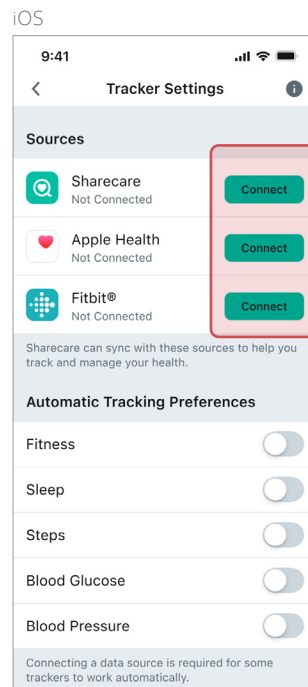 iOS
9:41
Tracker Settings
Sources
Sharecare
Not Connected
Connect
Apple Health
Not Connected
Connect
Fitbit®
Not Connected
Connect
Sharecare can sync with these sources to help you
track and manage your health.
Automatic Tracking Preferences
Fitness
Sleep
Steps
Blood Glucose
Blood Pressure
Connecting a data source is required for some
trackers to work automatically.